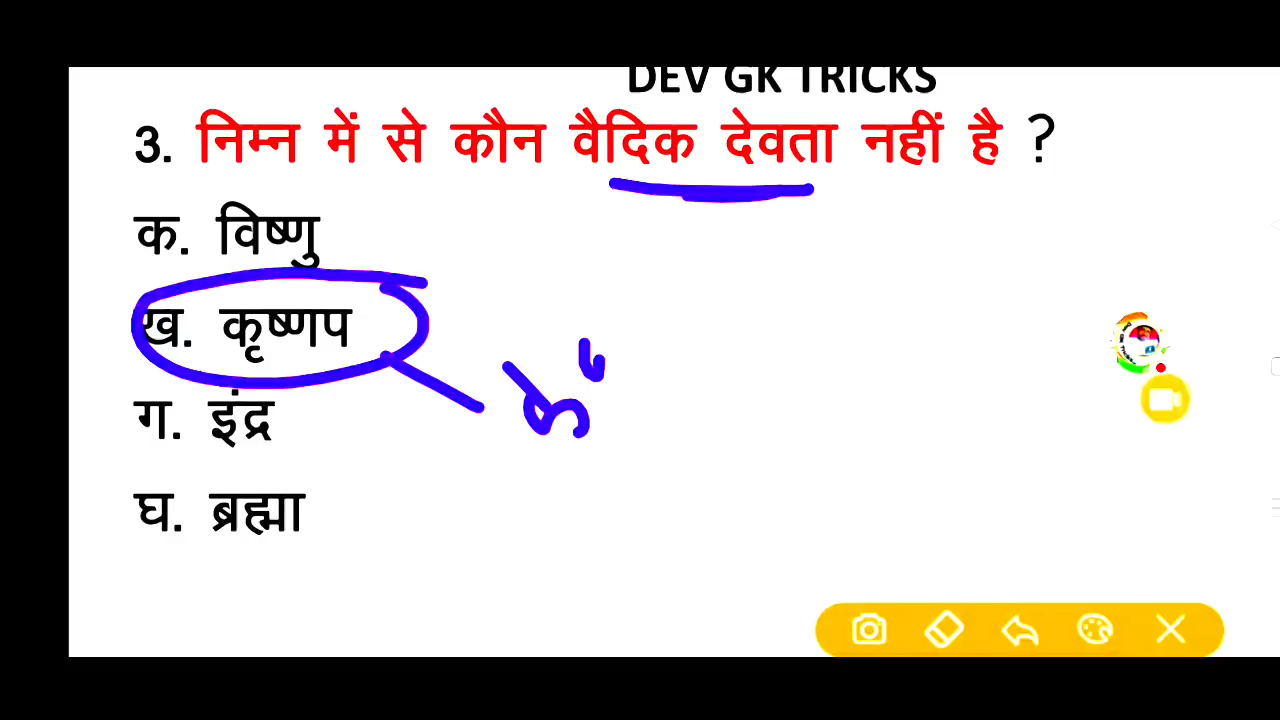 DEV GK TRICKS
3. निम्न में से कौन वैदिक देवता नहीं है ?
क. विष्णु
ख. कृष्णप
ग. इंद्र
घ. ब्रह्मा